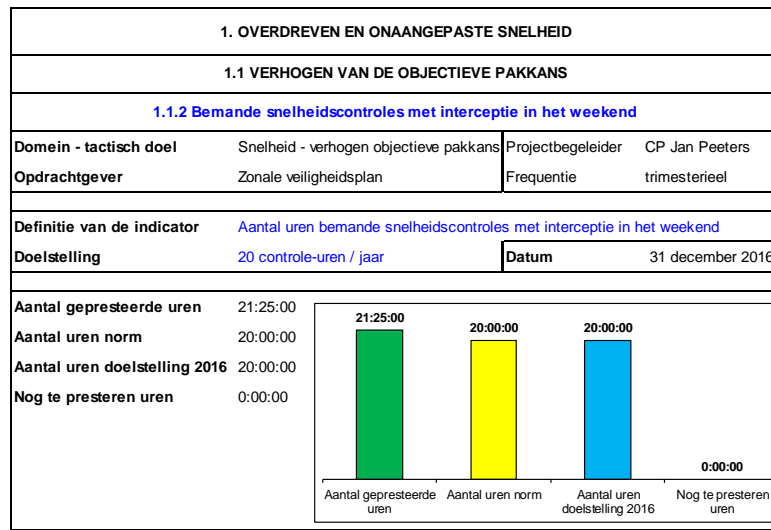 1. OVERDREVEN EN ONAANGEPASTE SNELHEID
1.1 VERHOGEN VAN DE OBJECTIEVE PAKKANS
1.1.2 Bemande snelheidscontroles met interceptie in het weekend
Domein - tactisch doel Snelheid - verhogen objectieve pakkans Projectbegeleider CP Jan Peeters
Opdrachtgever Zonale veiligheidsplan Frequentie trimesterieel
Definitie van de indicator Aantal uren bemande snelheidscontroles met interceptie in het weekend
Doelstelling 20 controle-uren / jaar Datum 31 december 2016
Aantal gepresteerde uren 21:25:00
Aantal uren norm 20:00:00
Aantal uren doelstelling 2016 20:00:00
Nog te presteren uren 0:00:00
21:25:00 20:00:00 20:00:00 0:00:00
Aantal gepresteerde Aantal uren norm Aantal uren Nog te presteren
uren doelstelling 2016 uren